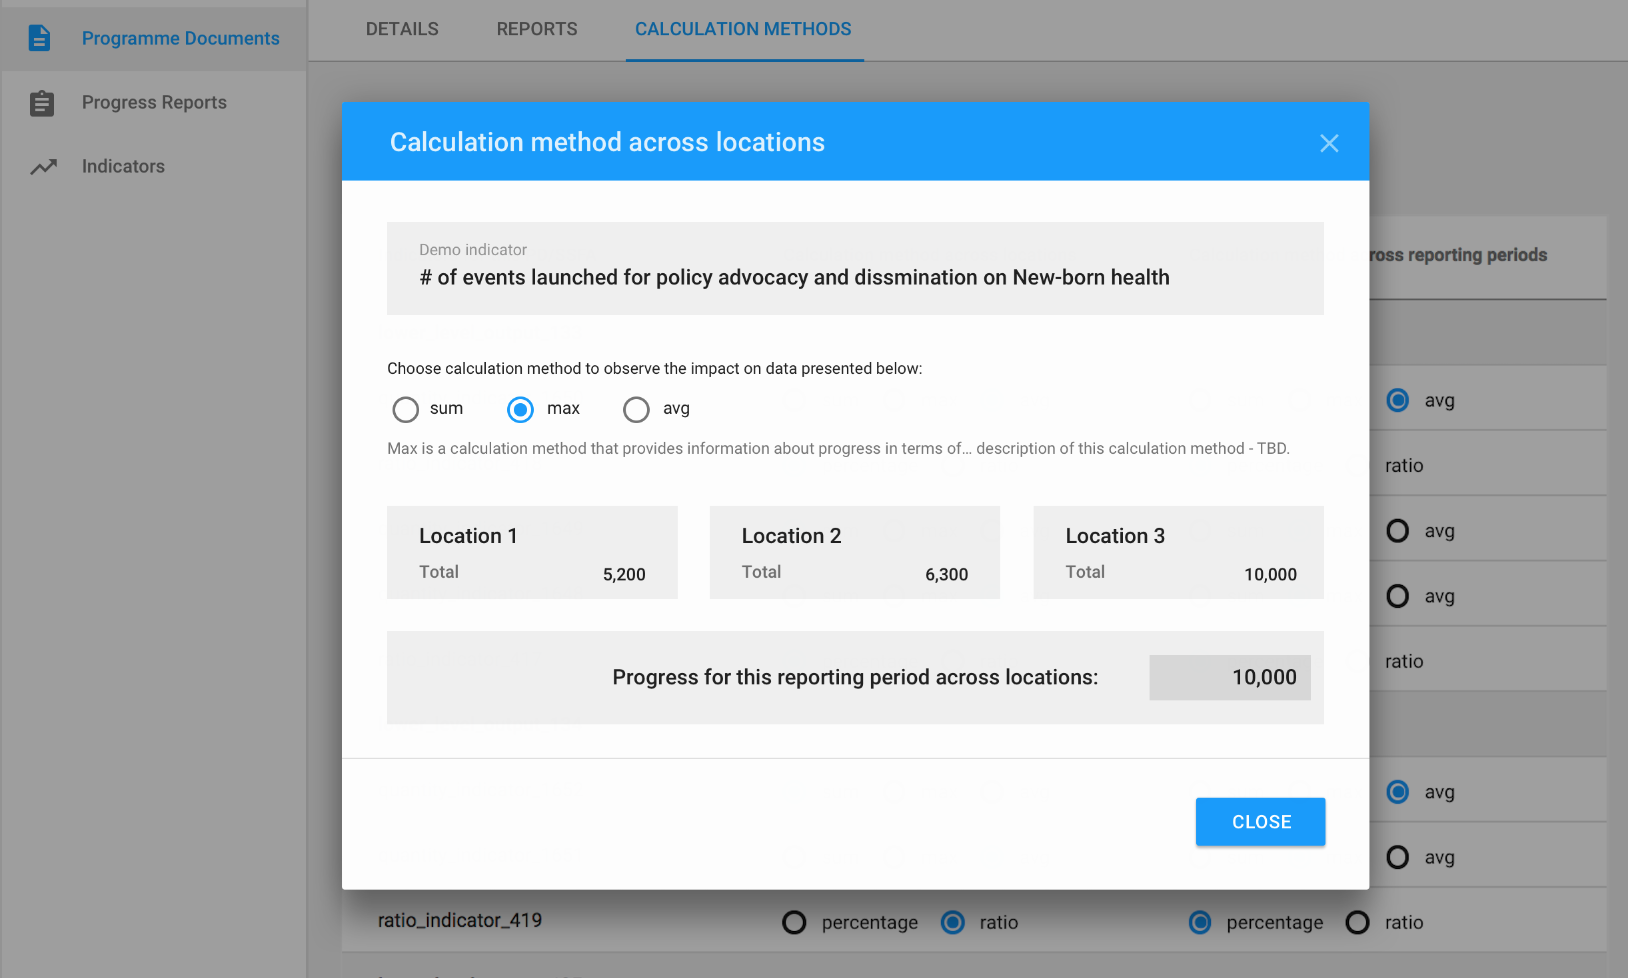 Programme Documents
Progress Reports
Indicators
DETAILS REPORTS CALCULATION METHODS
Calculation method across locations
Demo indicator
# of events launched for policy advocacy and dissmination on New-born health
Choose calculation method to observe the impact on data presented below:
sum max avg
Max is a calculation method that provides information about progress in terms of... description of this calculation method - TBD.
Location 1
Total 5,200
Location 2
Total 6,300
Location 3
Total 10,000
Progress for this reporting period across locations: 10,000
CLOSE
reporting periods
avg
ratio
avg
avg
ratio
avg
avg
ratio_indicator_419 percentage ratio percentage ratio